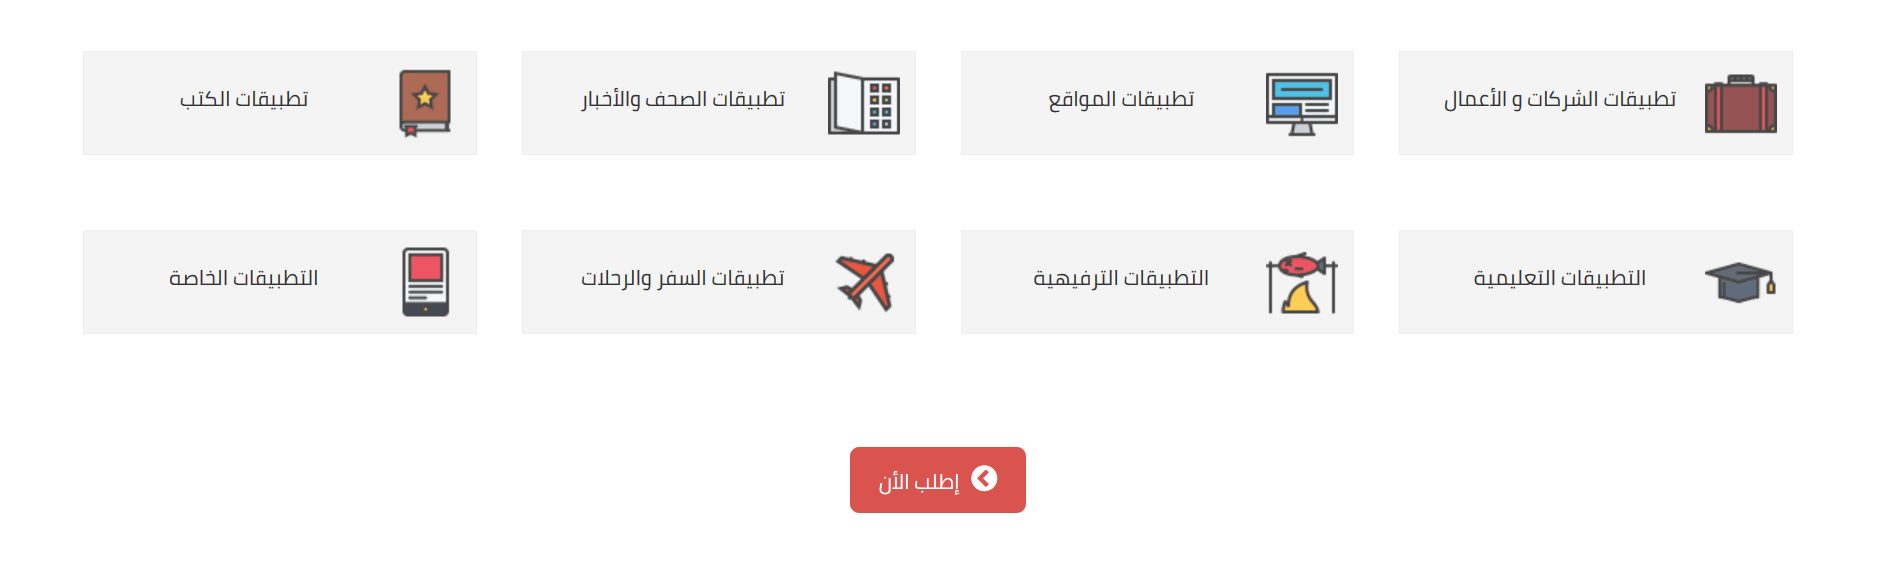 تطبيقات الشركات و الأعمال
تطبيقات المواقع
تطبيقات الصحف والأخبار
تطبيقات الكتب
التطبيقات التعليمية
التطبيقات الترفيهية
تطبيقات السفر والرحلات
التطبيقات الخاصة
إطلب الأن